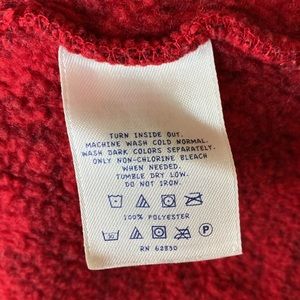 TURN INSIDE OUT.
MACHINE WASH COLD NORMAL.
WASH DARK COLORS SEPARATELY.
ONLY NON-CHLORINE BLEACH
WHEN NEEDED.
TUMBLE DRY LOW.
DO NOT IRON.
100% POLYESTER
30 P
RN 62830